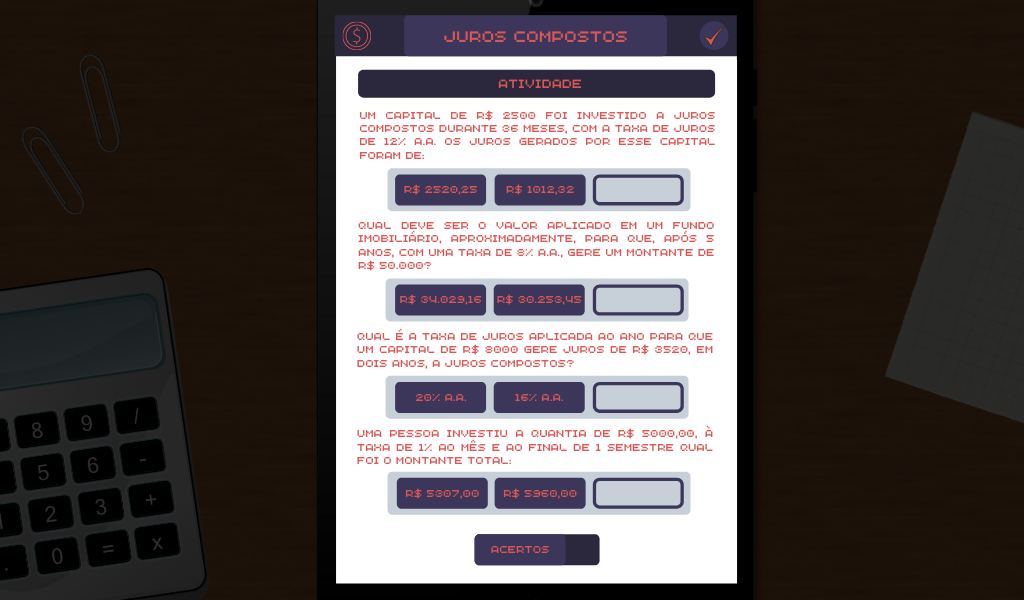 JUROS COMPOSTOS
ATIVIDADE
UM CAPITAL DE R$ 2500 FOI INVESTIDO A JUROS
COMPOSTOS DURANTE 36 MESES, COM A TAXA DE JUROS
DE 12% A.A. OS JUROS GERADOS POR ESSE CAPITAL
FORAM DE:
R$ 2520,25 R$ 1012,32
QUAL DEVE SER O VALOR APLICADO EM UM FUNDO
IMOBILIÁRIO, APROXIMADAMENTE, PARA QUE, APÓS 5
ANOS, COM UMA TAXA DE 8% A.A., GERE UM MONTANTE DE
R$ 50.000?
R$ 34.029,16 R$ 30.253,45
QUAL É A TAXA DE JUROS APLICADA AO ANO PARA QUE
UM CAPITAL DE R$ 8000 GERE JUROS DE R$ 3520, EM
DOIS ANOS, A JUROS COMPOSTOS?
20% A.A. 16% A.A.
UMA PESSOA INVESTIU A QUANTIA DE R$ 5000,00, À
TAXA DE 1% AO MÊS E AO FINAL DE 1 SEMESTRE QUAL
FOI O MONTANTE TOTAL:
R$ 5307,00 R$ 5960,00
ACERTOS
8 9 /
5 6 -
1 2 3 +
. 0 = x